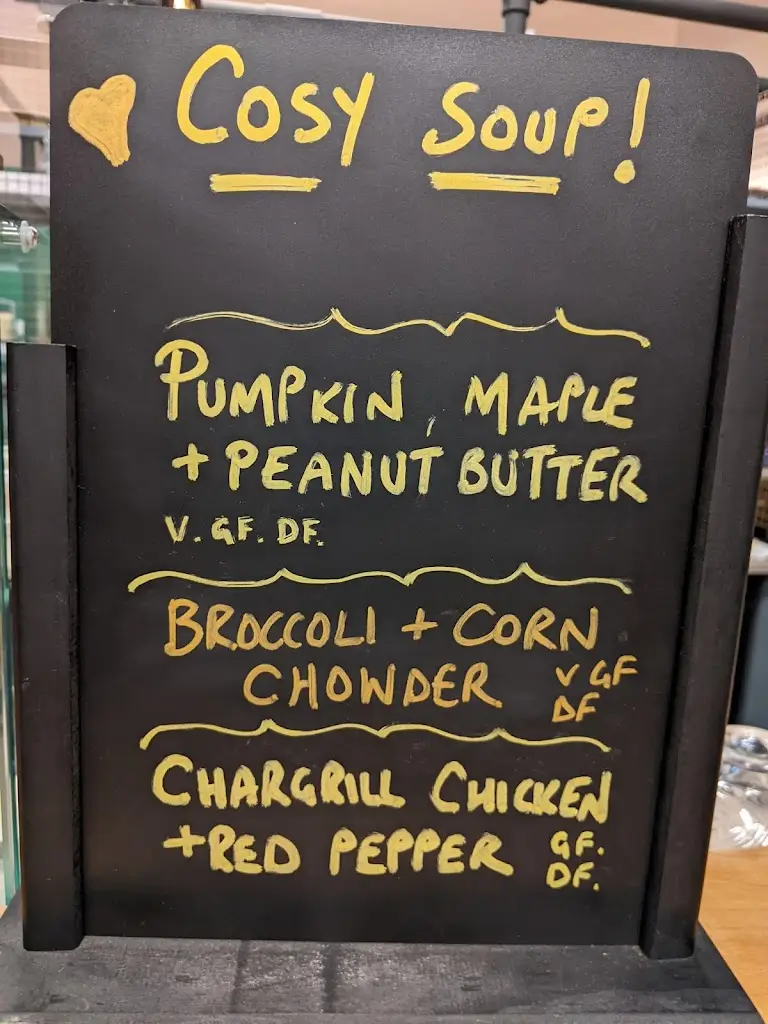 COSY SOUP!
PUMPKIN, MAPLE
+ PEANUT BUTTER
V. GF. DF.
BROCCOLI + CORN
CHOWDER V GF
DF
CHARGRILL CHICKEN
+RED PEPPER GF.
DF.